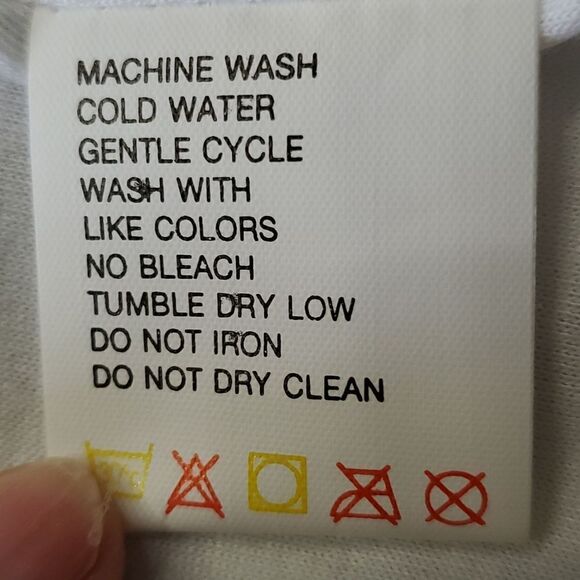 MACHINE WASH
COLD WATER
GENTLE CYCLE
WASH WITH
LIKE COLORS
NO BLEACH
TUMBLE DRY LOW
DO NOT IRON
DO NOT DRY CLEAN